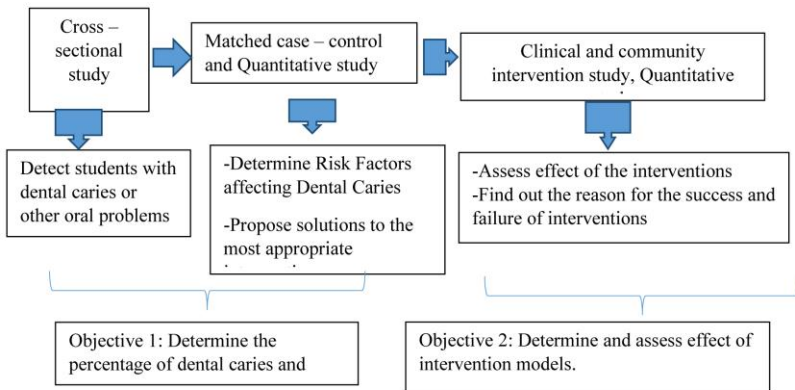 Cross –
sectional
study
Matched case – control
and Quantitative study
Clinical and community
intervention study, Quantitative
Detect students with
dental caries or
other oral problems
-Determine Risk Factors
affecting Dental Caries
-Propose solutions to the
most appropriate
-Assess effect of the interventions
-Find out the reason for the success and
failure of interventions
Objective 1: Determine the
percentage of dental caries and
Objective 2: Determine and assess effect of
intervention models.